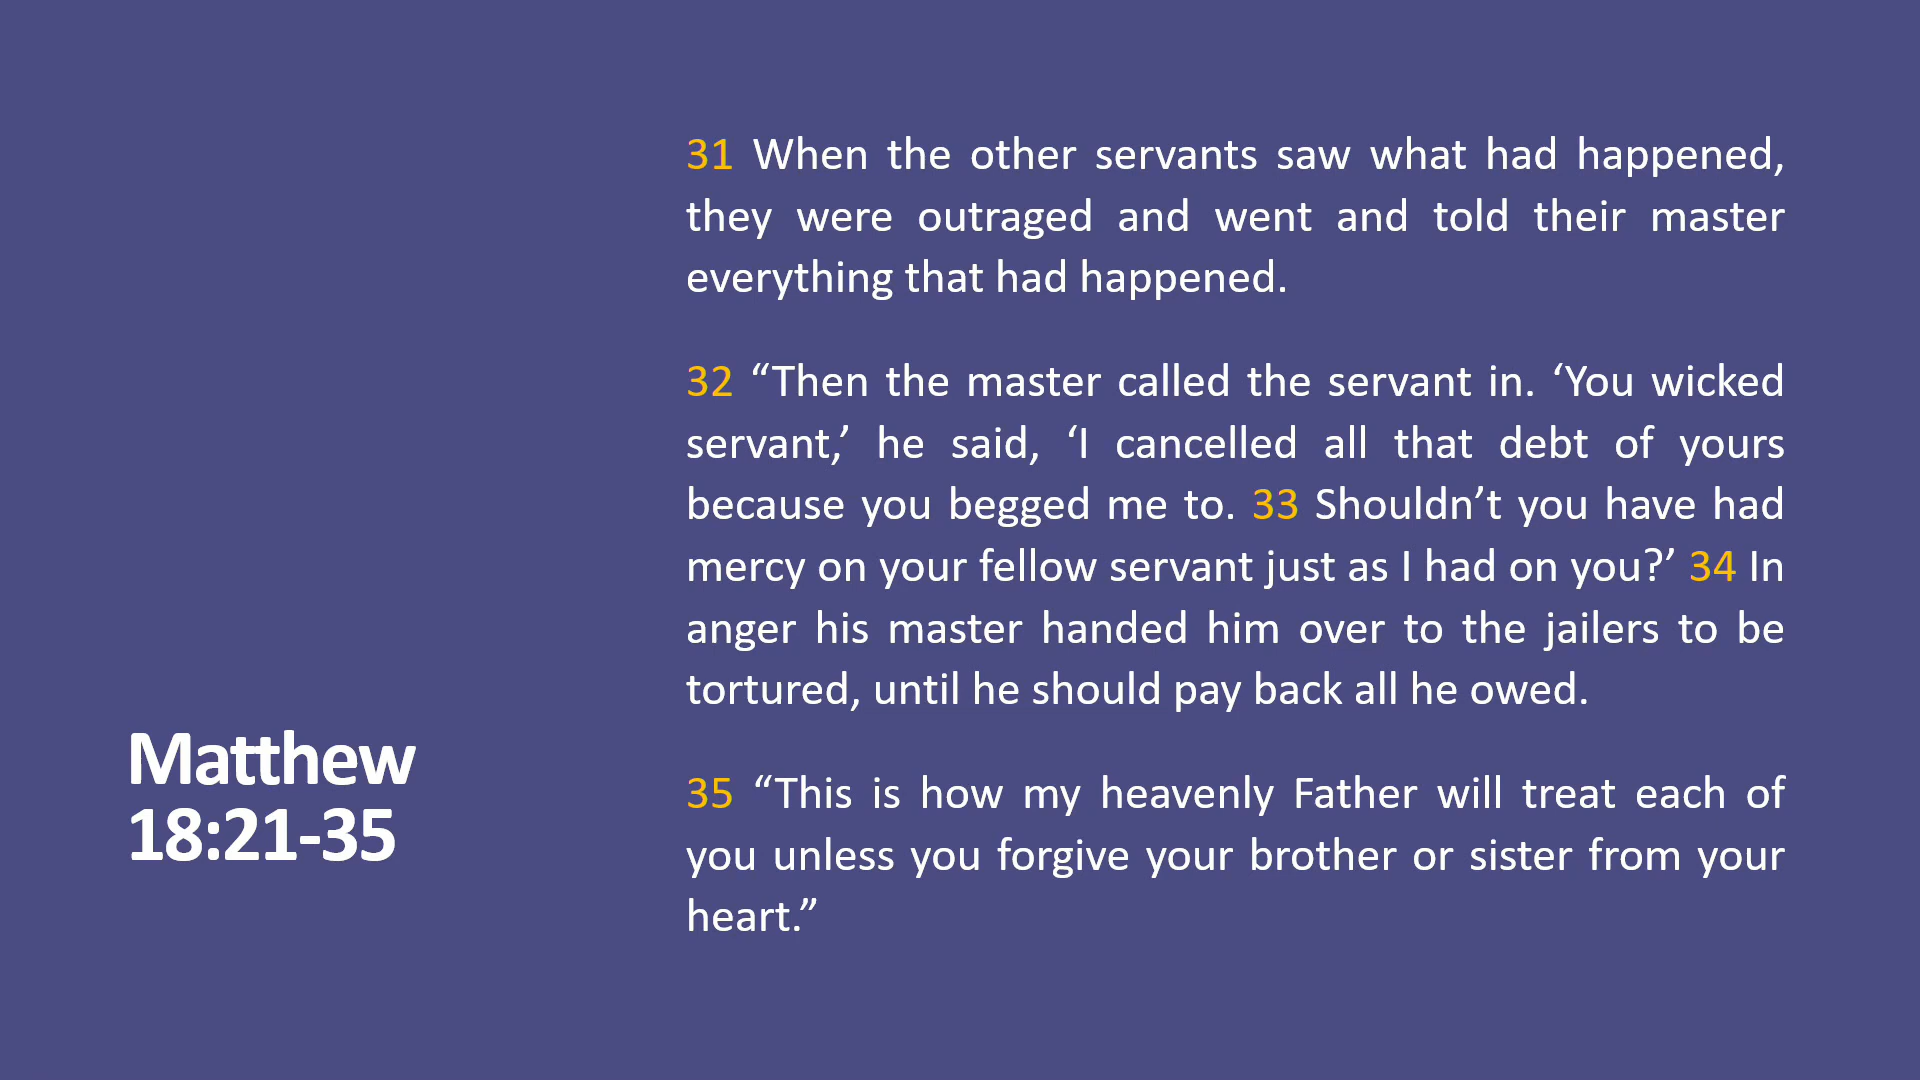 31 When the other servants saw what had happened,
they were outraged and went and told their master
everything that had happened.
32 “Then the master called the servant in. ‘You wicked
servant,’ he said, ‘I cancelled all that debt of yours
because you begged me to. 33 Shouldn’t you have had
mercy on your fellow servant just as I had on you?’ 34 In
anger his master handed him over to the jailers to be
tortured, until he should pay back all he owed.
35 “This is how my heavenly Father will treat each of
you unless you forgive your brother or sister from your
heart.”
Matthew
18:21-35